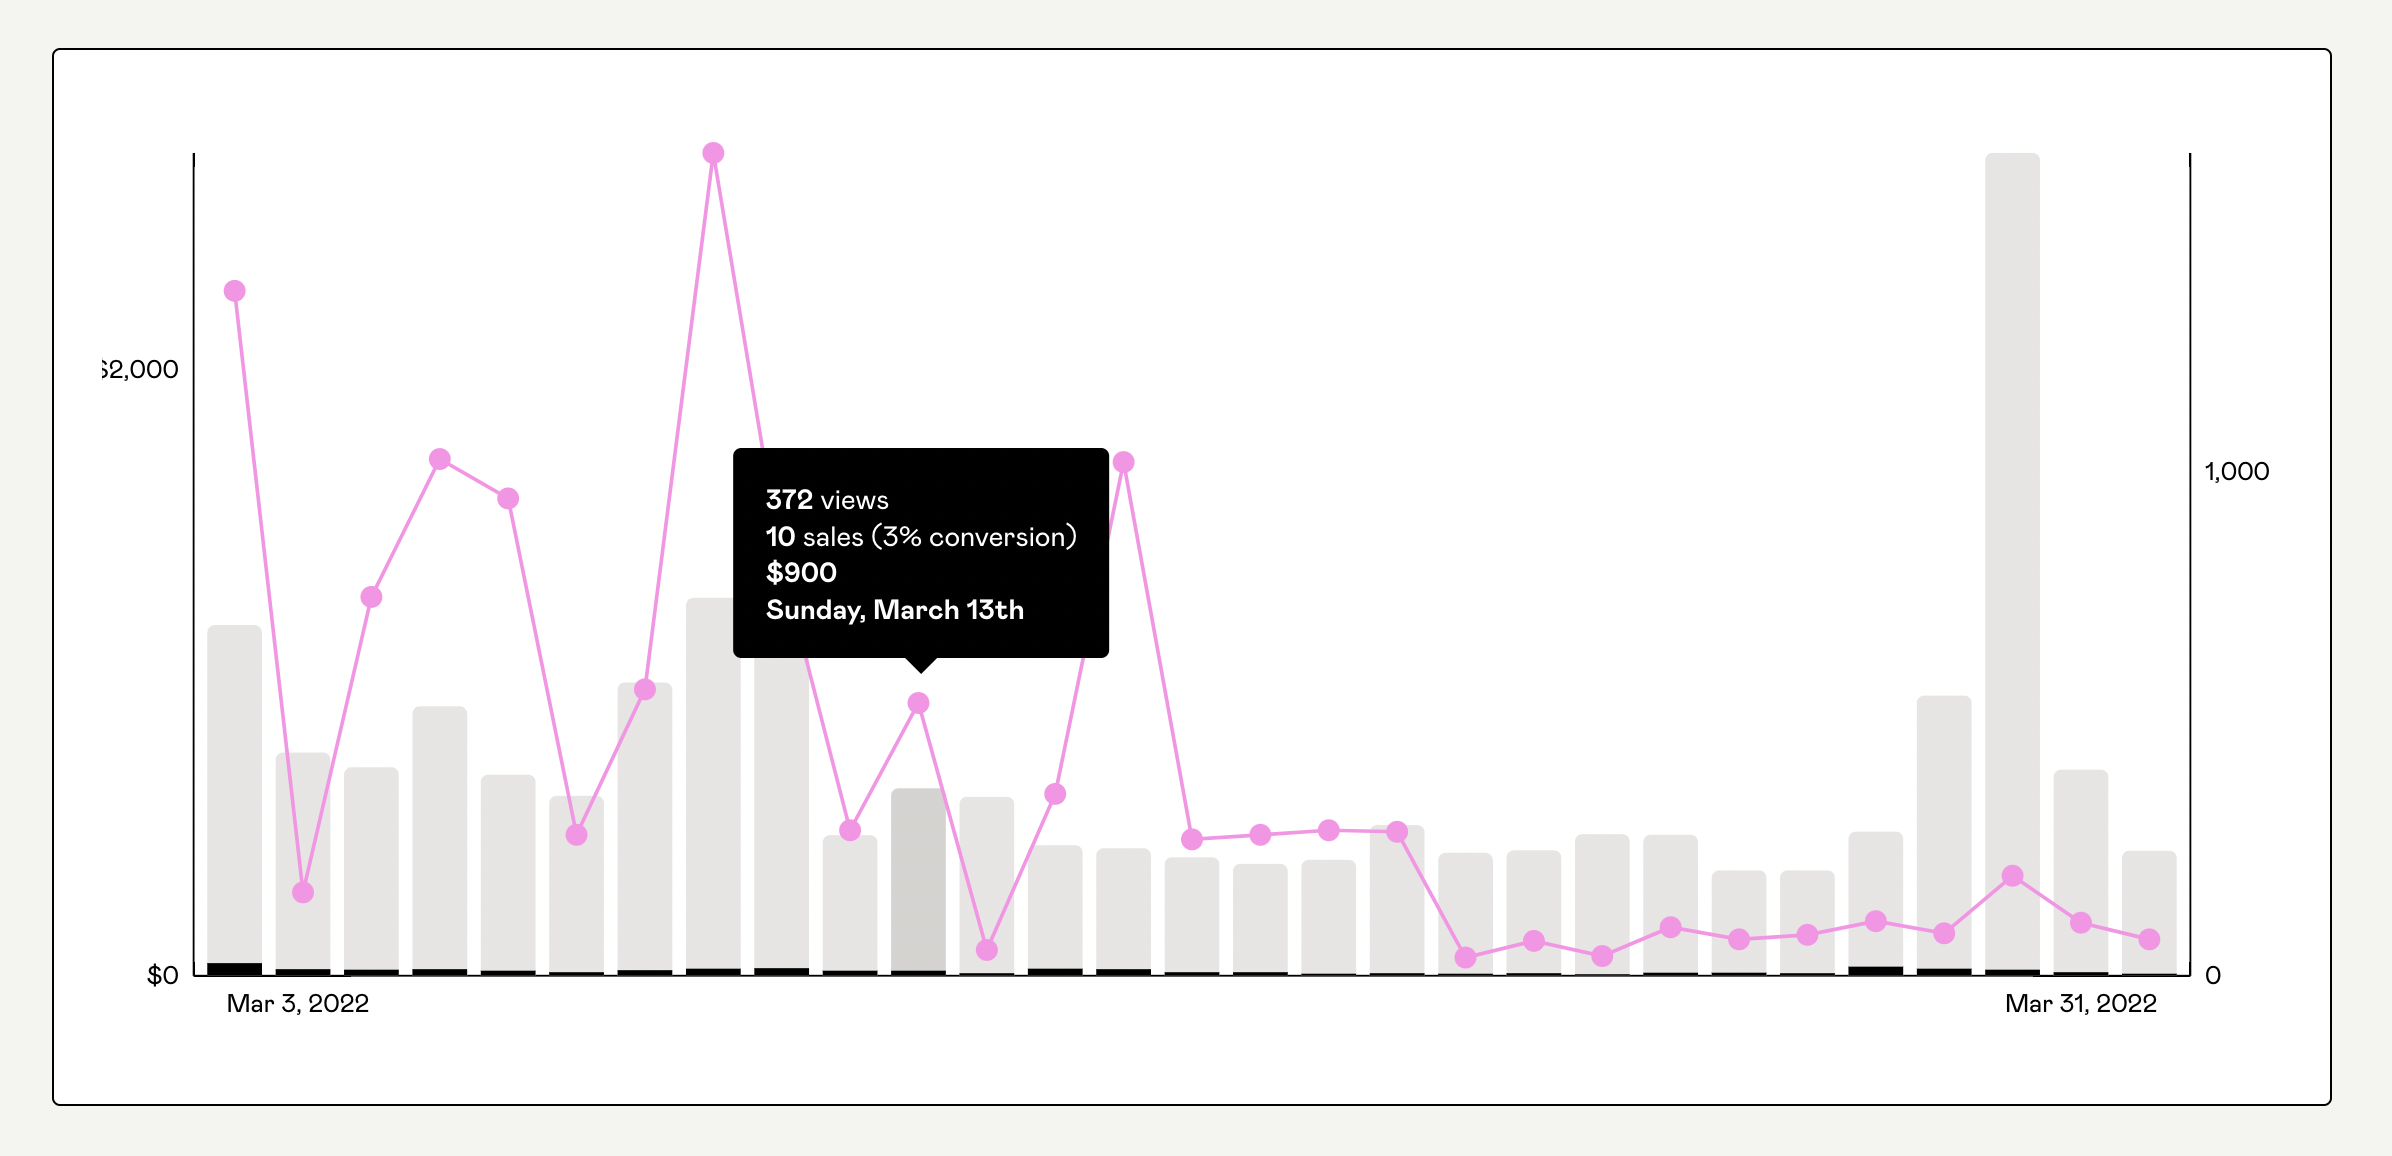 $2,000
1,000
372 views
10 sales (3% conversion)
$900
Sunday, March 13th
$0
0
Mar 3, 2022
Mar 31, 2022